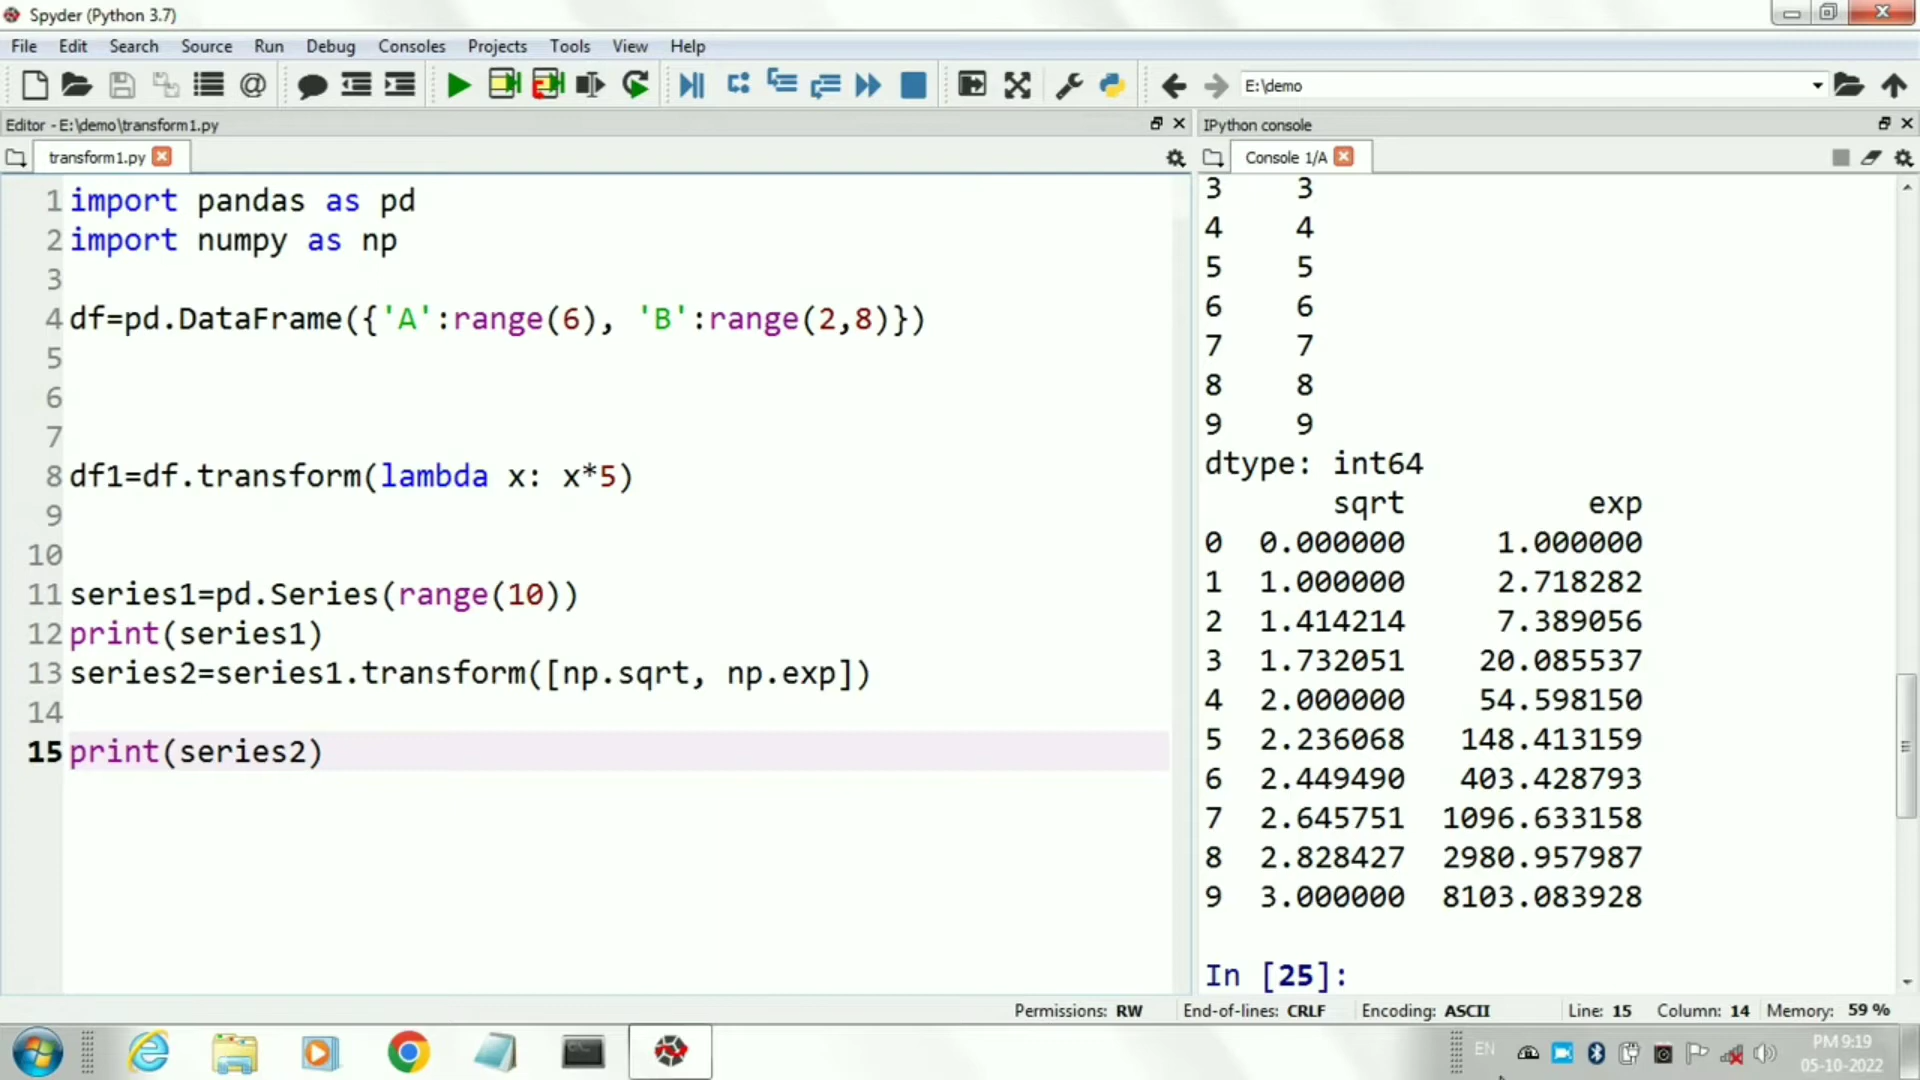 Spyder (Python 3.7)
File Edit Search Source Run Debug Consoles Projects Tools View Help
E:\demo
Editor - E:\demo\transform1.py
IPython console
transform1.py
Console 1/A
1 import pandas as pd
2 import numpy as np
3
4 df=pd.DataFrame({'A':range(6), 'B':range(2,8)})
5
6
7
8 df1=df.transform(lambda x: x*5)
9
10
11 series1=pd.Series(range(10))
12 print(series1)
13 series2=series1.transform([np.sqrt, np.exp])
14
15 print(series2)
3 3
4 4
5 5
6 6
7 7
8 8
9 9
dtype: int64
sqrt exp
0 0.000000 1.000000
1 1.000000 2.718282
2 1.414214 7.389056
3 1.732051 20.085537
4 2.000000 54.598150
5 2.236068 148.413159
6 2.449490 403.428793
7 2.645751 1096.633158
8 2.828427 2980.957987
9 3.000000 8103.083928
In [25]:
Permissions: RW End-of-lines: CRLF Encoding: ASCII Line: 15 Column: 14 Memory: 59 %
EN
PM 9:19
05-10-2022